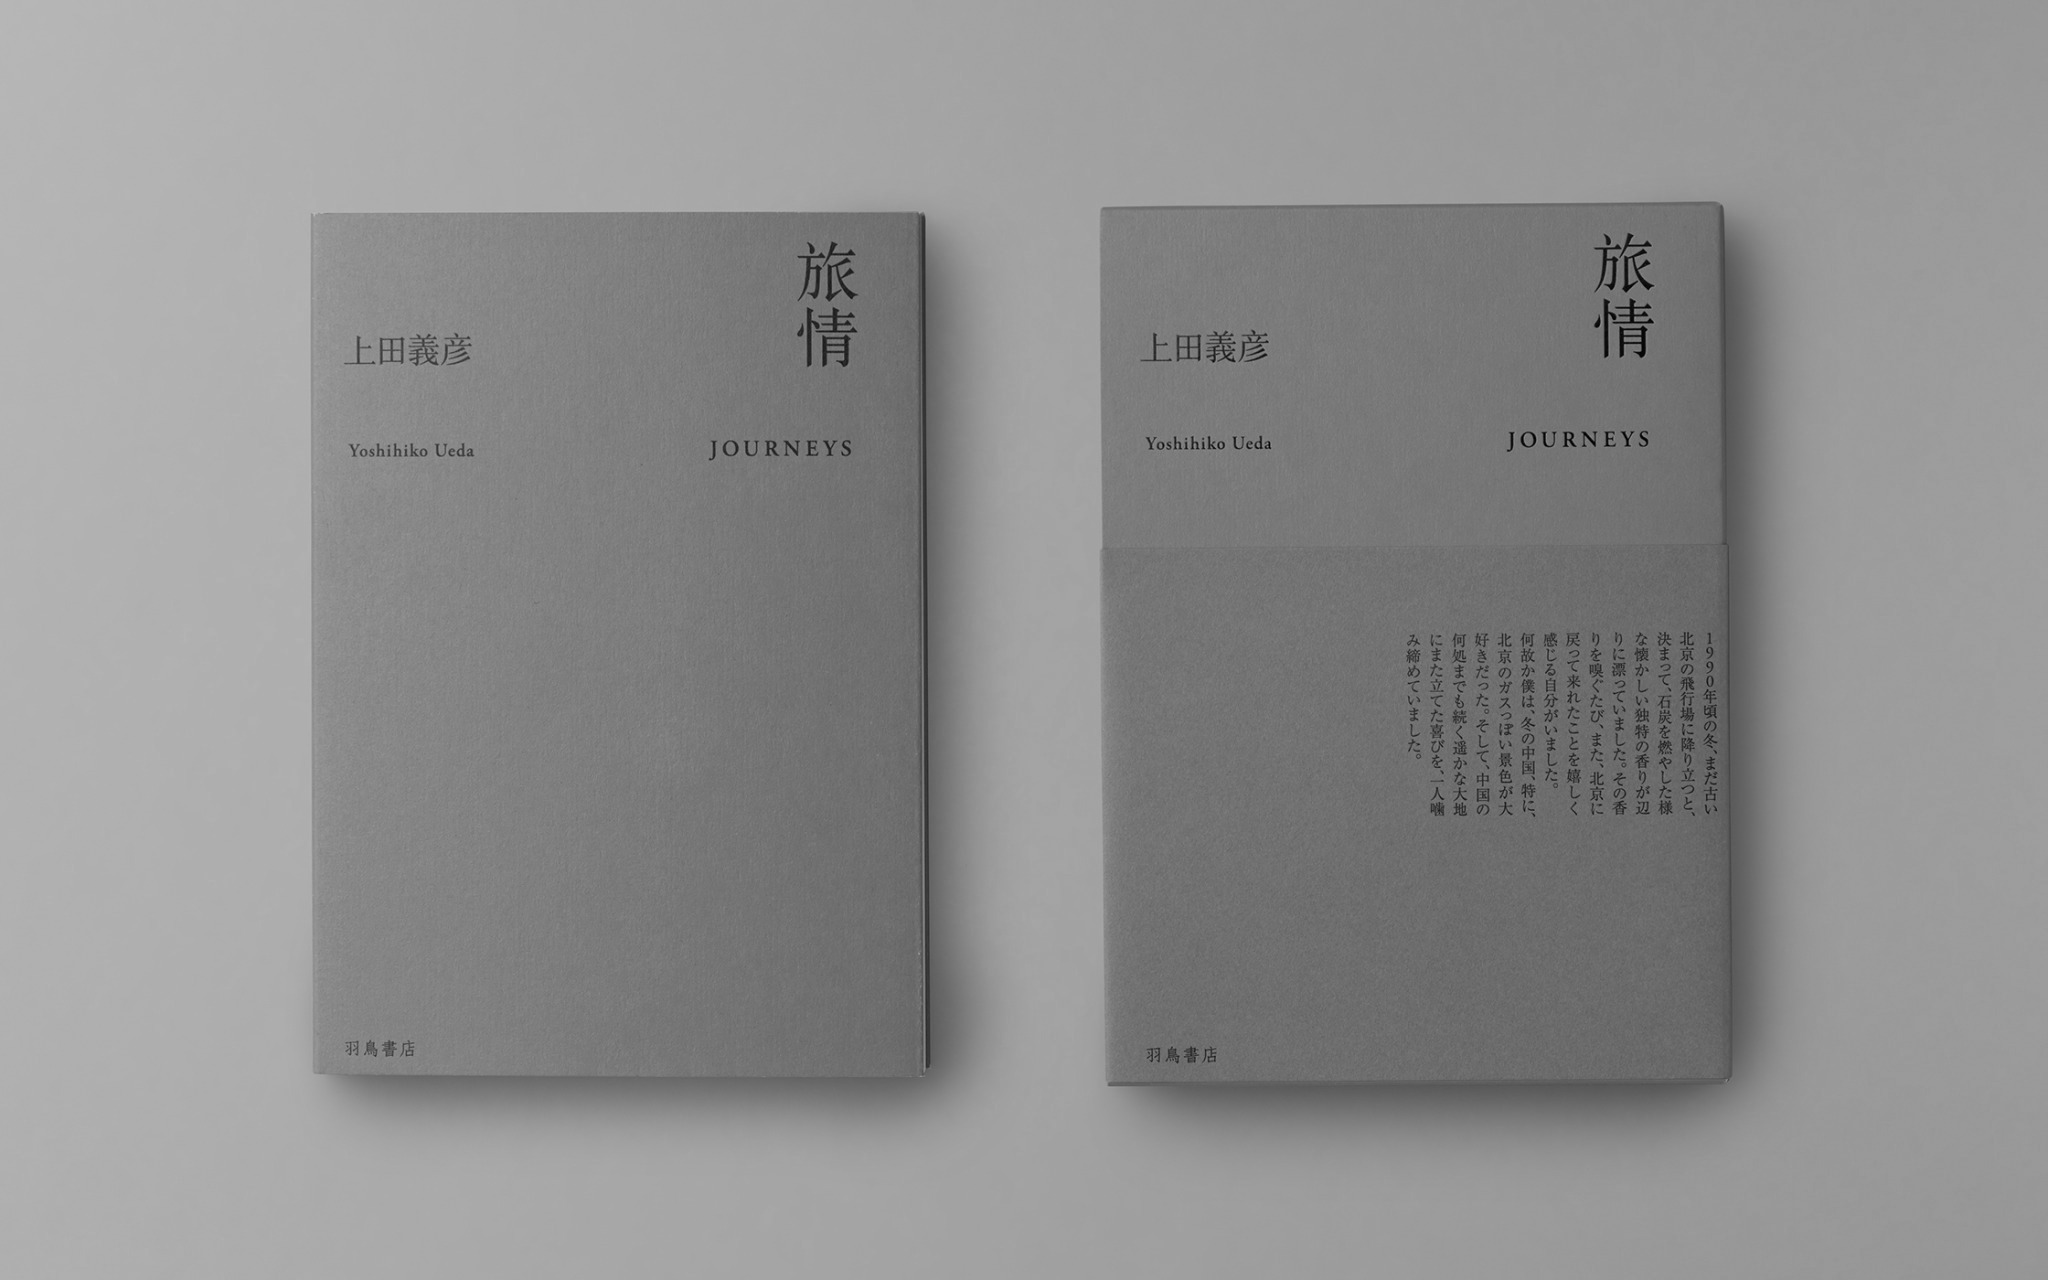 旅情
上田義彦
Yoshihiko Ueda
JOURNEYS
羽鳥書店
旅情
上田義彦
Yoshihiko Ueda
JOURNEYS
1990年頃の冬、まだ古い
北京の飛行場に降り立つと、
決まって、石炭を燃やした様
な懐かしい独特の香りが辺
りに漂っていました。その香
りを嗅ぐたび、また、北京に
戻って来れたことを嬉しく
感じる自分がいました。
何故か僕は、冬の中国、特に、
北京のガスっぽい景色が大
好きだった。そして、中国の
何処までも続く遥かな大地
にまた立てた喜びを、一人噛
み締めていました。
羽鳥書店